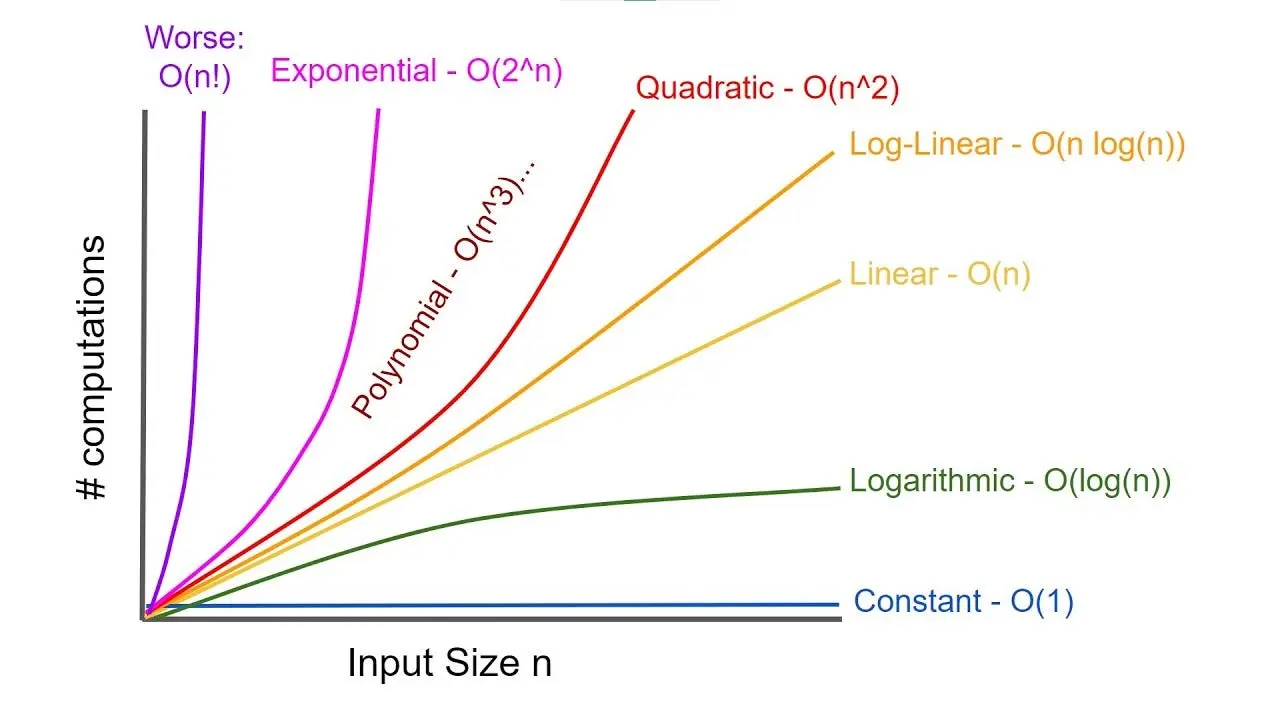 Worse:
O(n!)
Exponential - O(2^n)
Quadratic - O(n^2)
Log-Linear - O(n log(n))
Polynomial - O(n^3)...
Linear - O(n)
Logarithmic - O(log(n))
Constant - O(1)
# computations
Input Size n